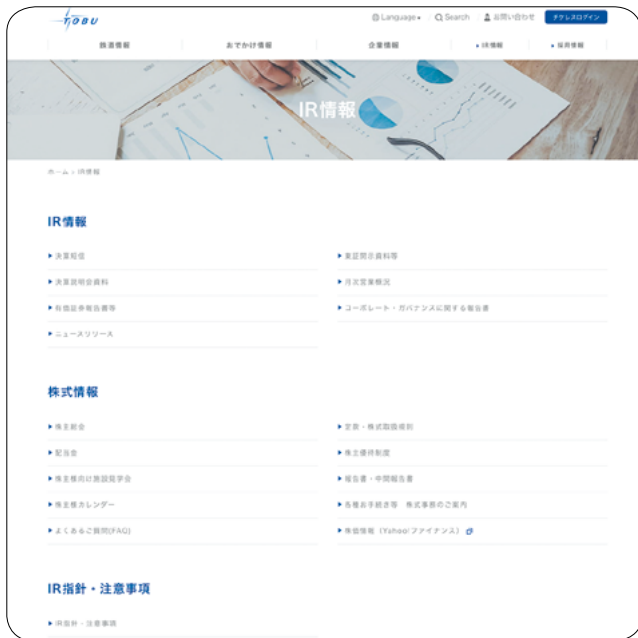 TOBU
Language Search お問い合わせ チケレスログイン
鉄道情報 おでかけ情報 企業情報 IR情報 採用情報
IR情報
ホーム > IR情報
IR情報
決算短信 東証開示資料等
決算説明会資料 月次営業概況
有価証券報告書等 コーポレート・ガバナンスに関する報告書
ニュースリリース
株式情報
株主総会 定款・株式取扱規則
配当金 株主優待制度
株主様向け施設見学会 報告書・中間報告書
株主様カレンダー 各種お手続き等 株式事務のご案内
よくあるご質問(FAQ) 株価情報(Yahoo!ファイナンス)
IR指針・注意事項
IR指針・注意事項